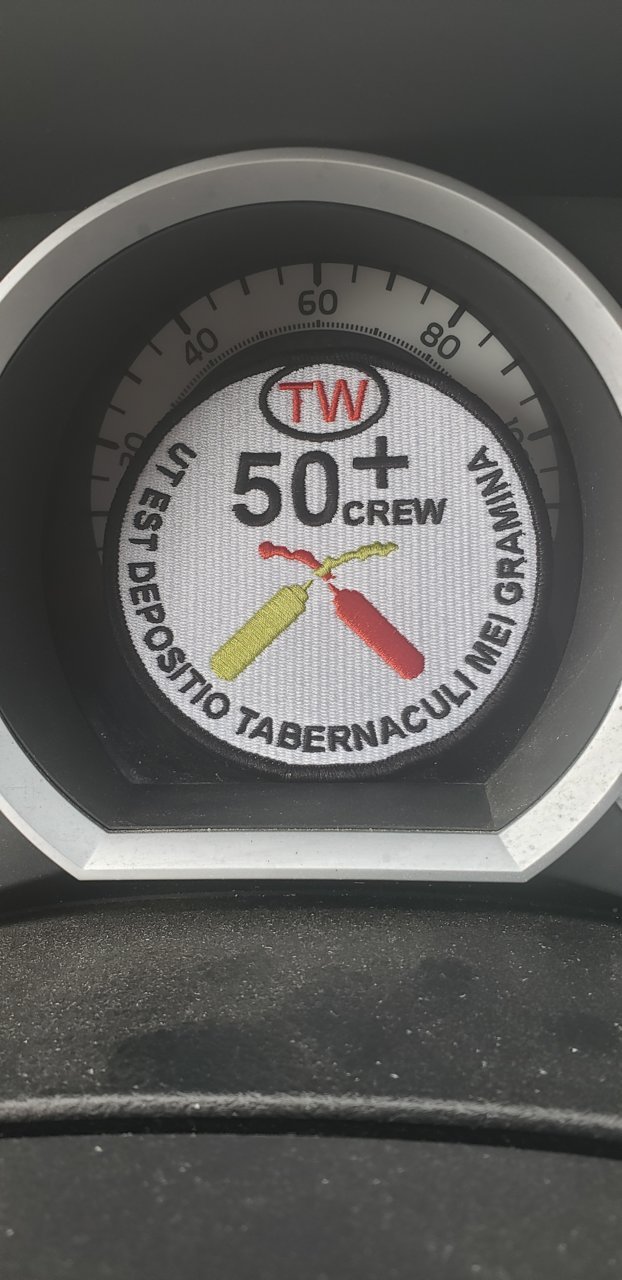 40
60
80
TW
50+
CREW
UT EST DEPOSITIO TABERNACULI MEI GRAMINA